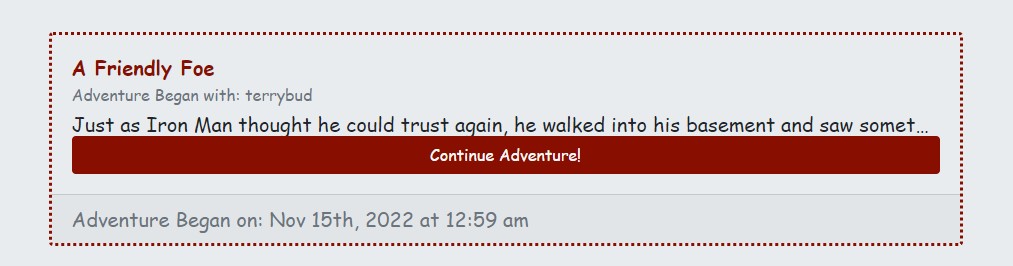 A Friendly Foe
Adventure Began with: terrybud
Just as Iron Man thought he could trust again, he walked into his basement and saw somet...
Continue Adventure!
Adventure Began on: Nov 15th, 2022 at 12:59 am